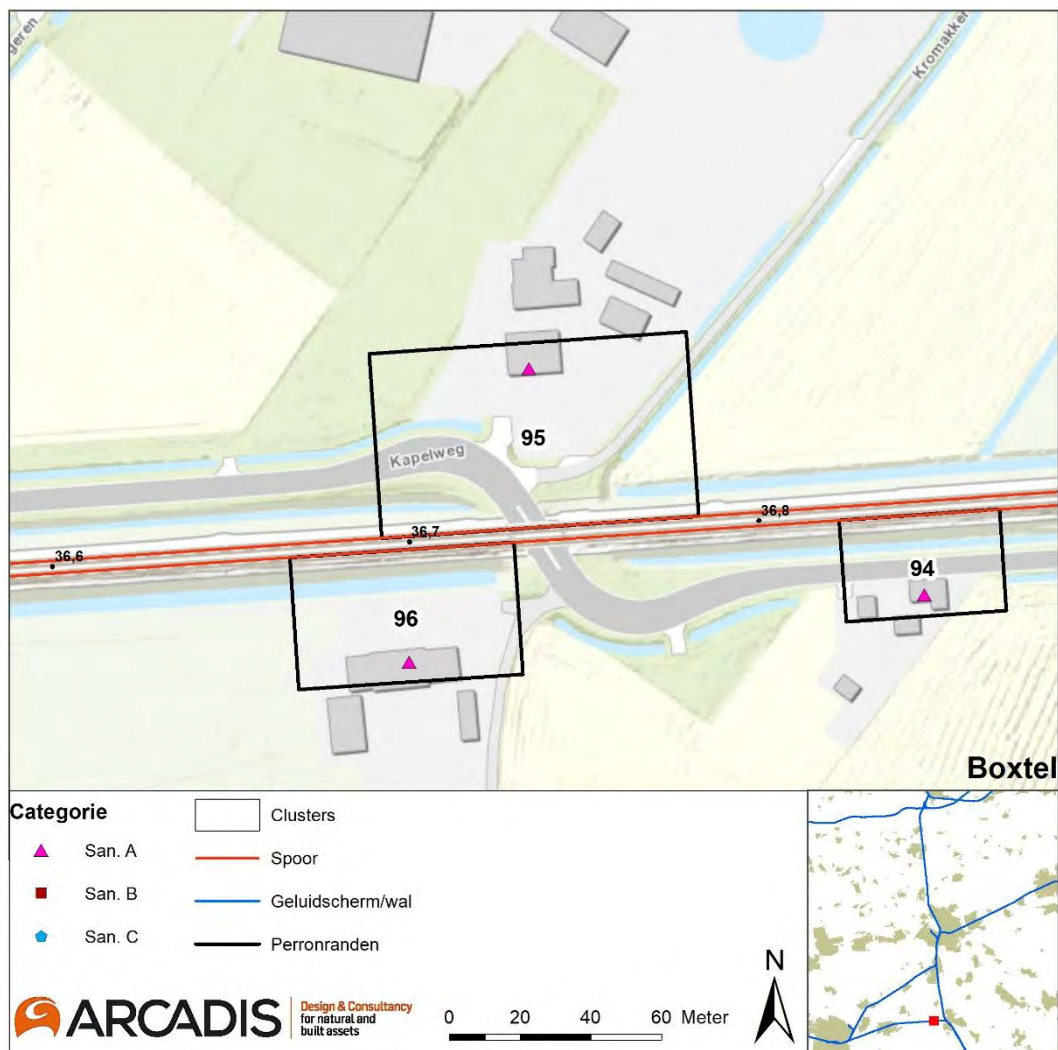 geren
Kromakker
95
Kapelweg
36,8
36,7
36,6
94
96
Boxtel
Categorie
San. A
San. B
San. C
Clusters
Spoor
Geluidscherm/wal
Perronranden
N
ARCADIS
Design & Consultancy
for natural and
built assets
0 20 40 60 Meter